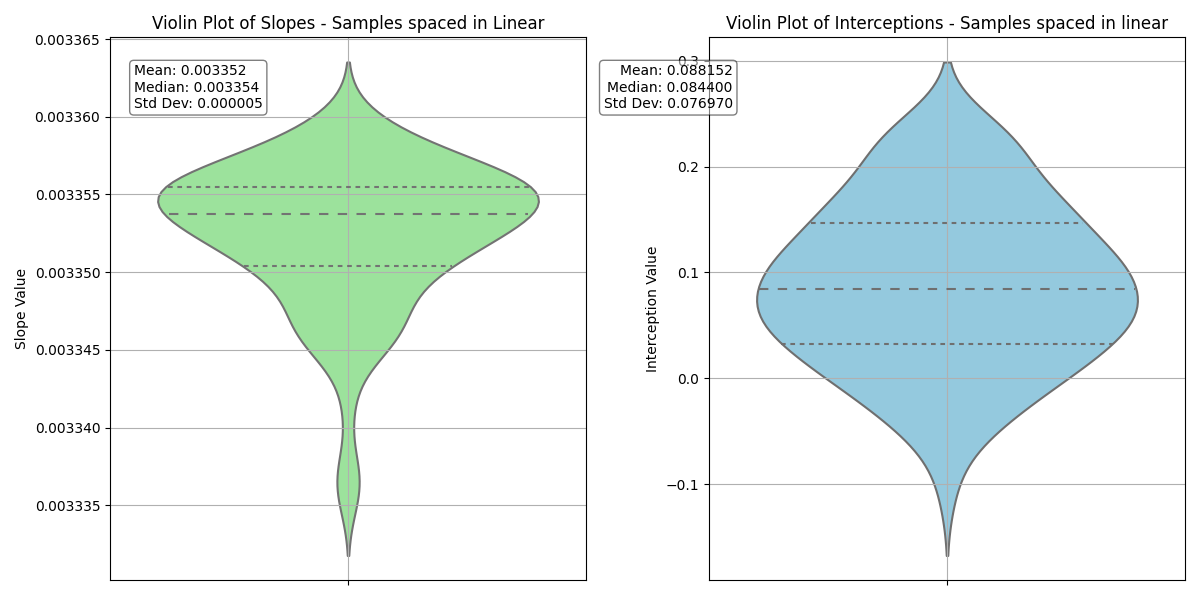 Violin Plot of Slopes - Samples spaced in Linear
0.003365
0.003360
0.003355
0.003350
0.003345
0.003340
0.003335
Slope Value
Mean: 0.003352
Median: 0.003354
Std Dev: 0.000005
Violin Plot of Interceptions - Samples spaced in linear
0.3
0.2
0.1
0.0
−0.1
Interception Value
Mean: 0.088152
Median: 0.084400
Std Dev: 0.076970